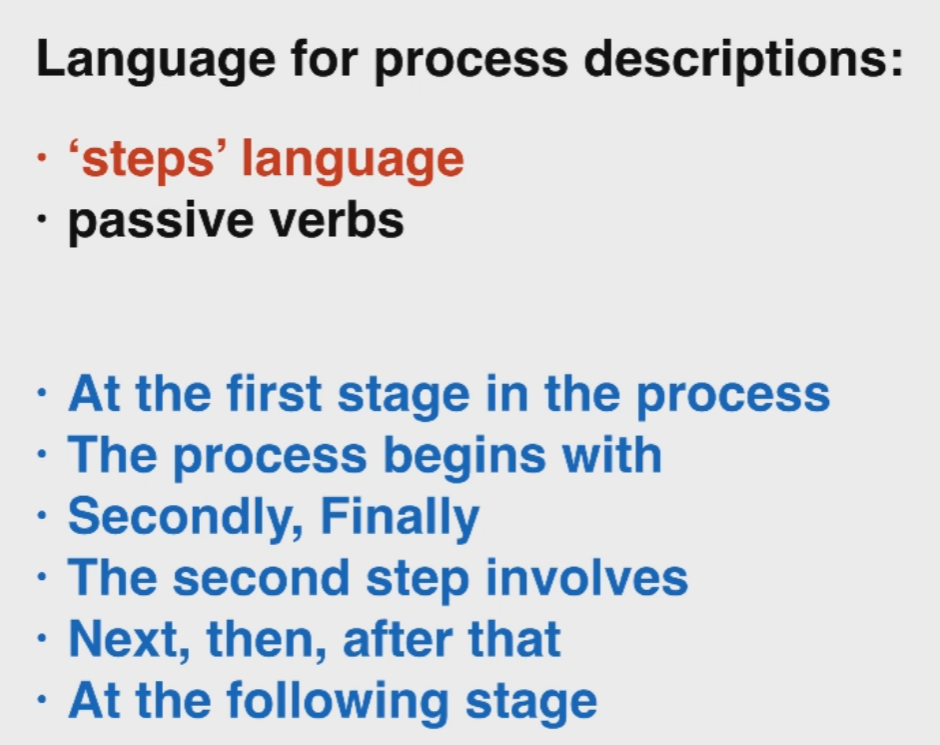 Language for process descriptions:
· ‘steps’ language
· passive verbs
· At the first stage in the process
· The process begins with
· Secondly, Finally
· The second step involves
· Next, then, after that
· At the following stage